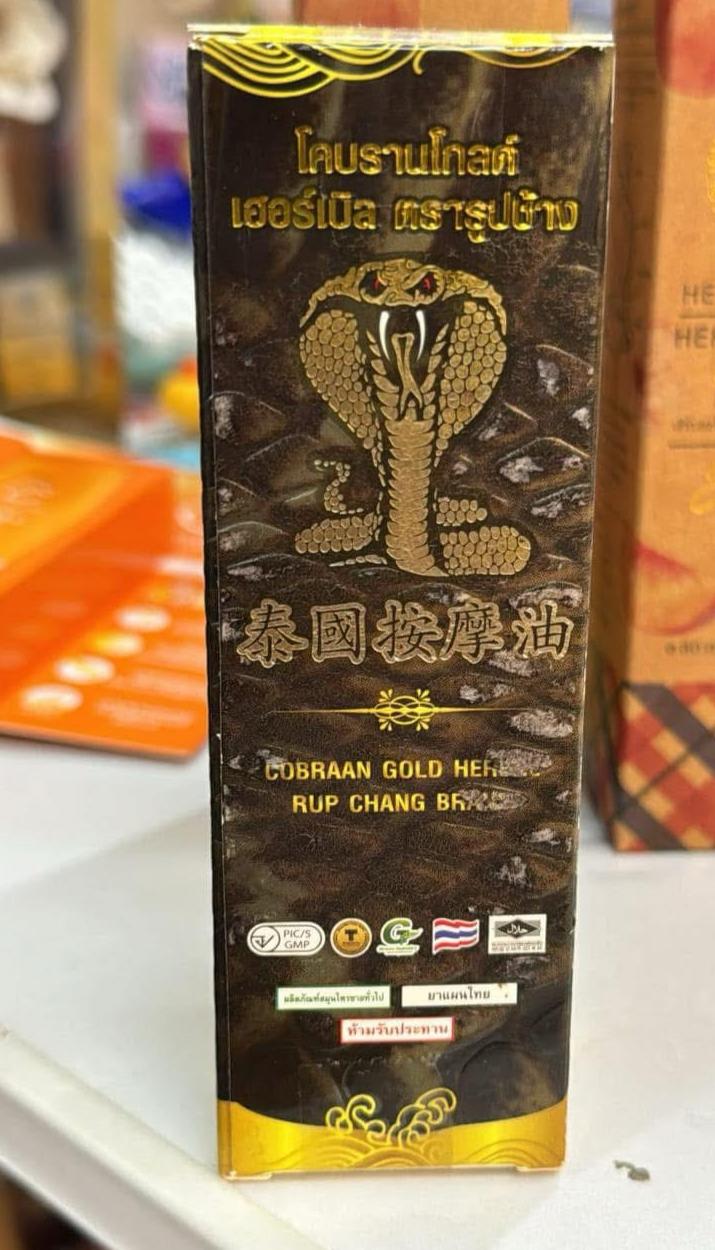 โคบรานโกลด์
เฮอร์เบิล ตรารูปช้าง
泰國按摩油
COBRAAN GOLD
RUP CHANG
PIC/S
GMP
حلال
ผลิตภัณฑ์สมุนไพรขายทั่วไป
ยาแผนไทย
ห้ามรับประทาน